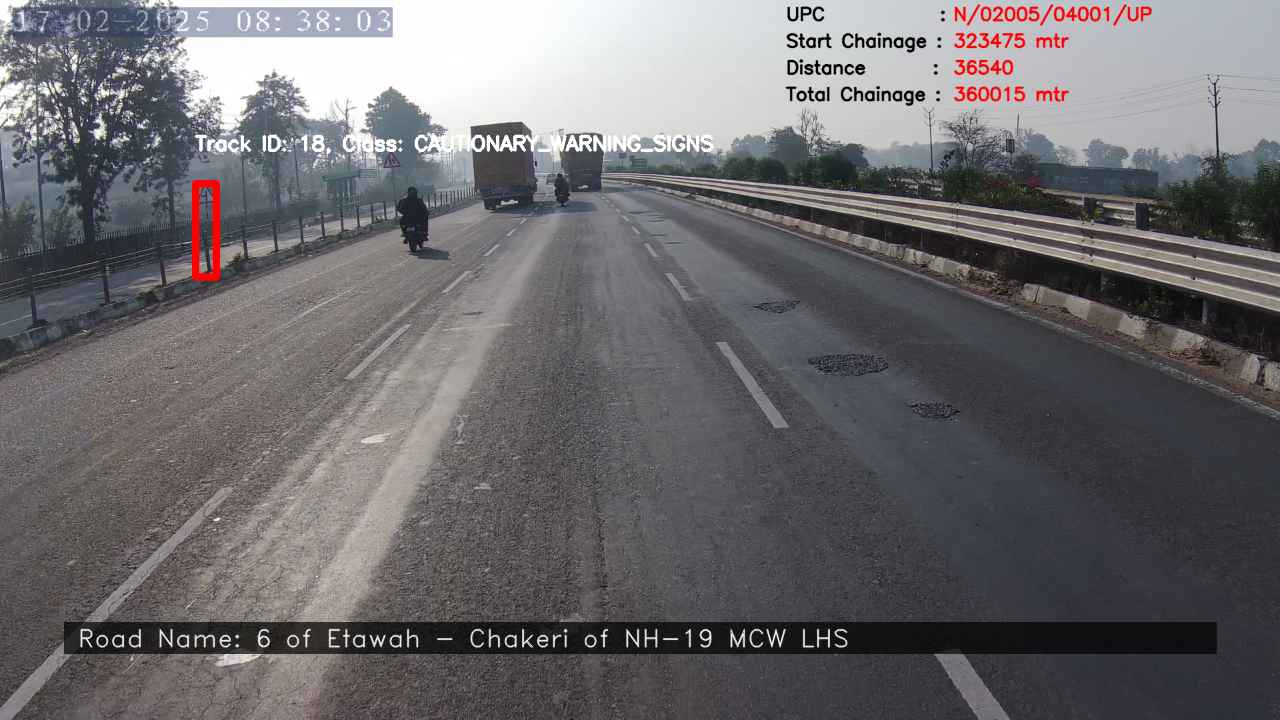 17-02-2025 08:38:03
UPC : N/02005/04001/UP
Start Chainage : 323475 mtr
Distance : 36540
Total Chainage : 360015 mtr
Track ID: 18, Class: CAUTIONARY_WARNING_SIGNS
Road Name: 6 of Etawah - Chakeri of NH-19 MCW LHS